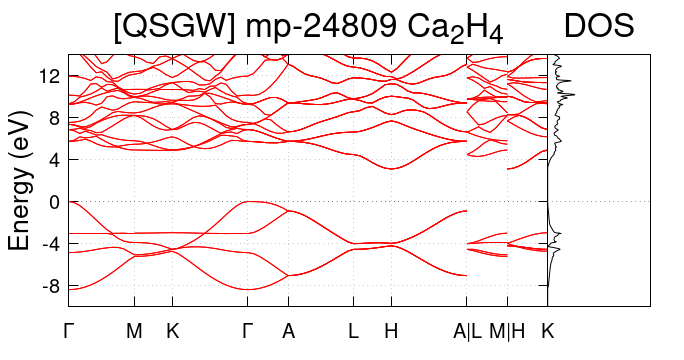 [QSGW] mp-24809 Ca₂H₄ DOS
Energy (eV)
12
8
4
0
-4
-8
Γ M K Γ A L H A|L M|H K